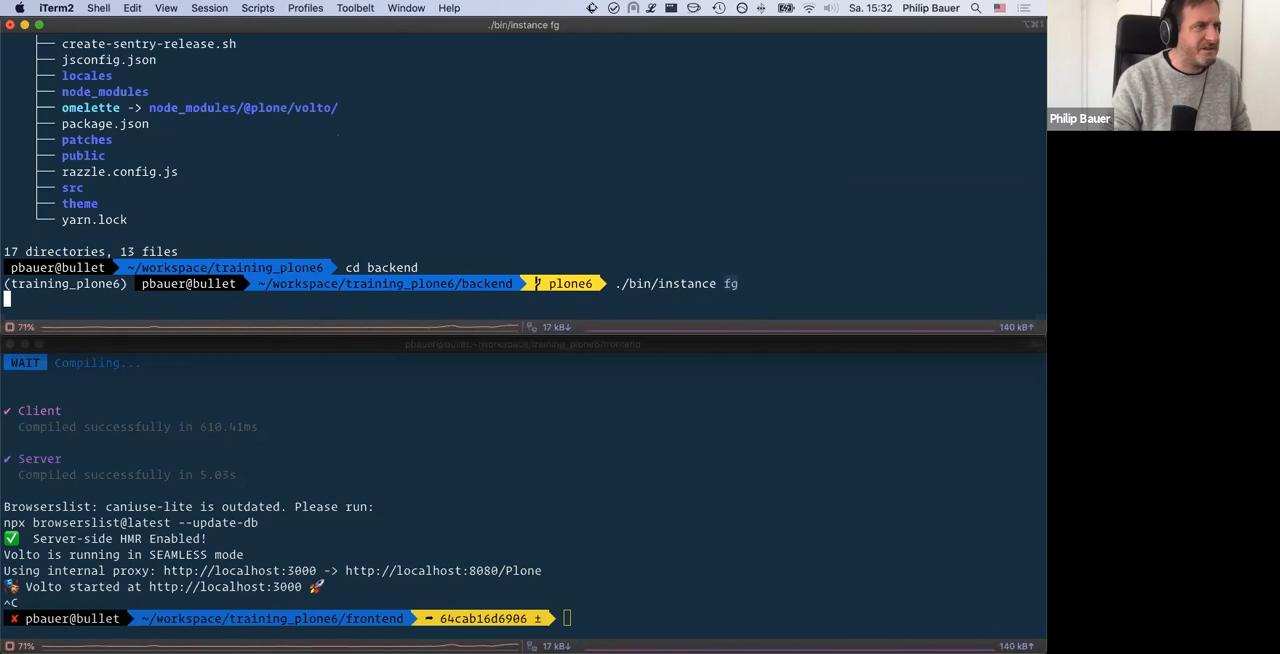 iTerm2 Shell Edit View Session Scripts Profiles Toolbelt Window Help Sa. 15:32 Philip Bauer
./bin/instance fg ⌥⌘1
├── create-sentry-release.sh
├── jsconfig.json
├── locales
├── node_modules
├── omelette -> node_modules/@plone/volto/
├── package.json
├── patches
├── public
├── razzle.config.js
├── src
├── theme
└── yarn.lock
17 directories, 13 files
pbauer@bullet ~/workspace/training_plone6 cd backend
(training_plone6) pbauer@bullet ~/workspace/training_plone6/backend plone6 ./bin/instance fg
71% 17 kB↓ 140 kB↑
pbauer@bullet:~/workspace/training_plone6/frontend
WAIT Compiling...
✔ Client
Compiled successfully in 610.41ms
✔ Server
Compiled successfully in 5.03s
Browserslist: caniuse-lite is outdated. Please run:
npx browserslist@latest --update-db
✅ Server-side HMR Enabled!
Volto is running in SEAMLESS mode
Using internal proxy: http://localhost:3000 -> http://localhost:8080/Plone
🎭 Volto started at http://localhost:3000 🚀
^C
✘ pbauer@bullet ~/workspace/training_plone6/frontend ➦ 64cab16d6906 ±
71% 17 kB↓ 140 kB↑
Philip Bauer